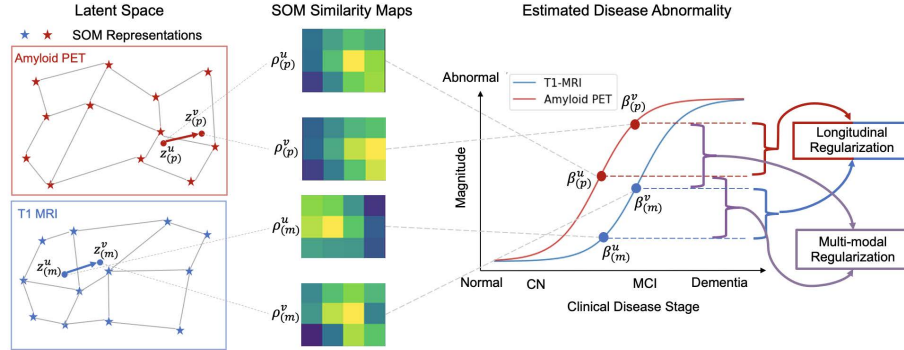 Latent Space
SOM Similarity Maps
Estimated Disease Abnormality
SOM Representations
Amyloid PET
z^v_(p)
z^u_(p)
T1 MRI
z^v_(m)
z^u_(m)
ρ^u_(p)
ρ^v_(p)
ρ^u_(m)
ρ^v_(m)
Abnormal
T1-MRI
Amyloid PET
Magnitude
β^v_(p)
β^u_(p)
β^v_(m)
β^u_(m)
Normal
CN
MCI
Dementia
Clinical Disease Stage
Longitudinal
Regularization
Multi-modal
Regularization